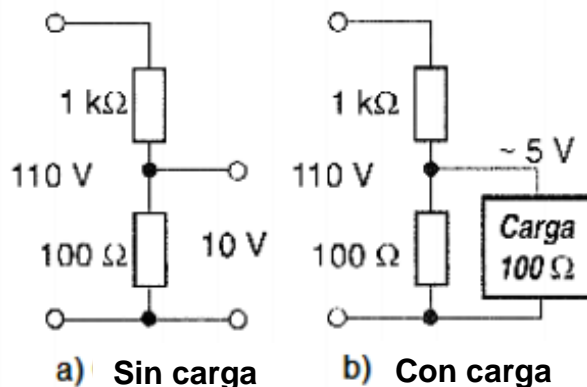 1 kΩ
110 V
100 Ω
10 V
a) Sin carga
1 kΩ
~ 5 V
110 V
100 Ω
Carga
100 Ω
b) Con carga